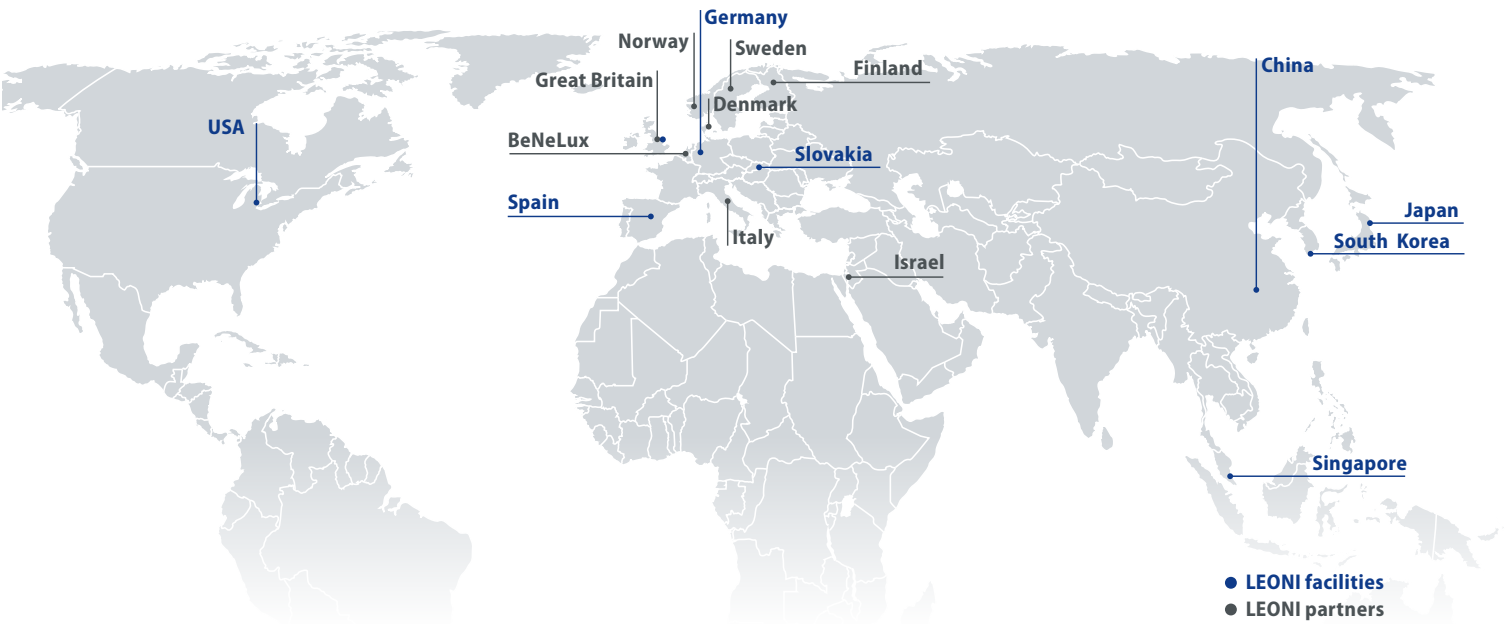 Germany
Norway
Sweden
Great Britain
Finland
China
Denmark
USA
BeNeLux
Slovakia
Spain
Japan
Italy
South Korea
Israel
Singapore
LEONI facilities
LEONI partners